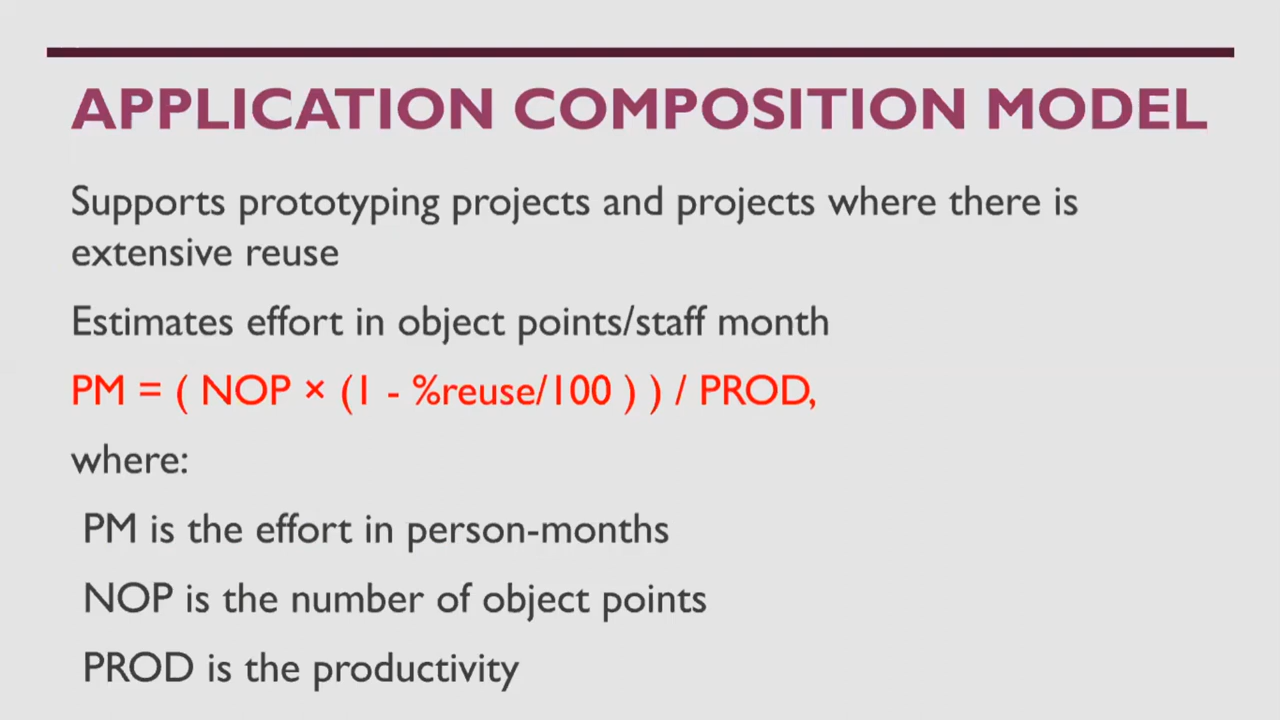 APPLICATION COMPOSITION MODEL
Supports prototyping projects and projects where there is
extensive reuse
Estimates effort in object points/staff month
PM = ( NOP × (1 - %reuse/100 ) ) / PROD,
where:
PM is the effort in person-months
NOP is the number of object points
PROD is the productivity